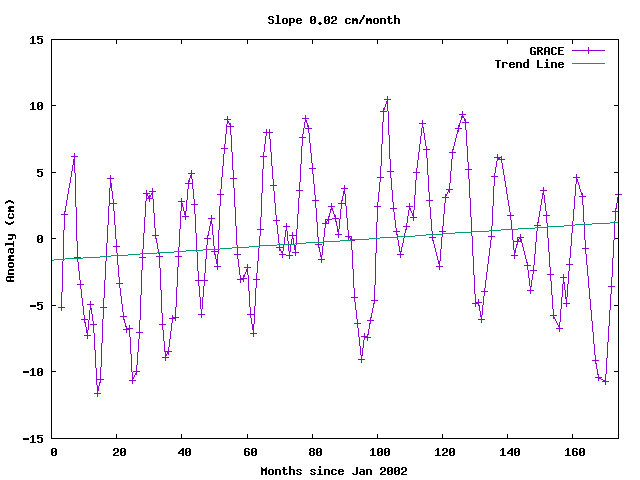 Slope 0.02 cm/month
GRACE
Trend Line
15
10
5
0
-5
-10
-15
Anomaly (cm)
0 20 40 60 80 100 120 140 160
Months since Jan 2002